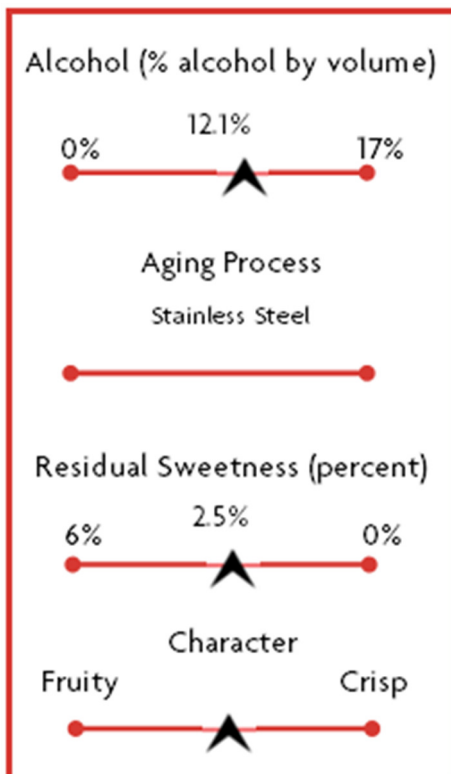 Alcohol (% alcohol by volume)
12.1%
0% 17%
Aging Process
Stainless Steel
Residual Sweetness (percent)
2.5%
6% 0%
Character
Fruity Crisp